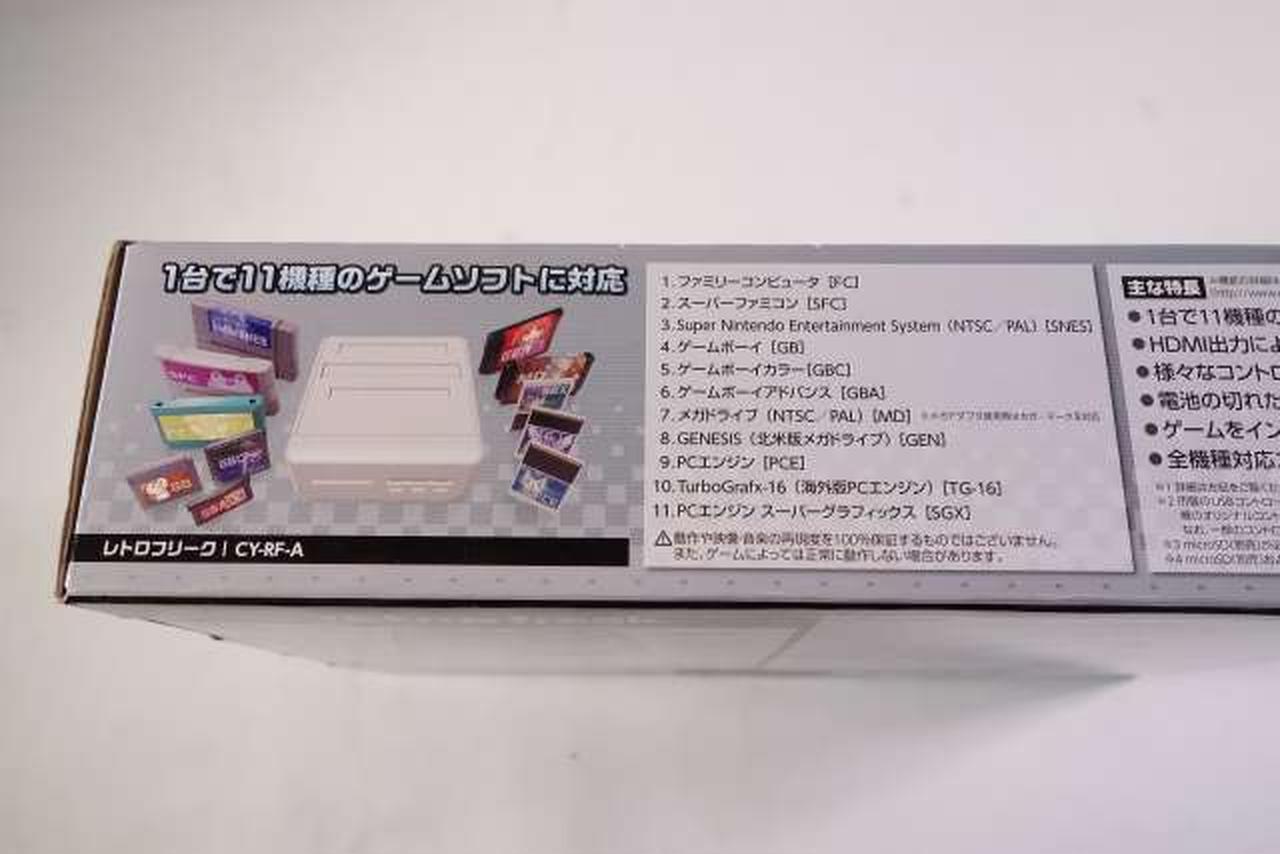 1台で11機種のゲームソフトに対応
レトロフリーク | CY-RF-A
1.ファミリーコンピュータ [FC]
2.スーパーファミコン [SFC]
3.Super Nintendo Entertainment System (NTSC/PAL) [SNES]
4.ゲームボーイ [GB]
5.ゲームボーイカラー[GBC]
6.ゲームボーイアドバンス [GBA]
7.メガドライブ (NTSC/PAL) [MD]
8.GENESIS (北米版メガドライブ) [GEN]
9.PCエンジン [PCE]
10.TurboGrafx-16 (海外版PCエンジン) [TG-16]
11.PCエンジン スーパーグラフィックス [SGX]
⚠動作や映像・音楽の再現度を100%保証するものではございません。
また、ゲームによっては正常に動作しない場合があります。
主な特長
●1台で11機種の
●HDMI出力によ
●様々なコントロ
●電池の切れた
●ゲームをイン
●全機種対応